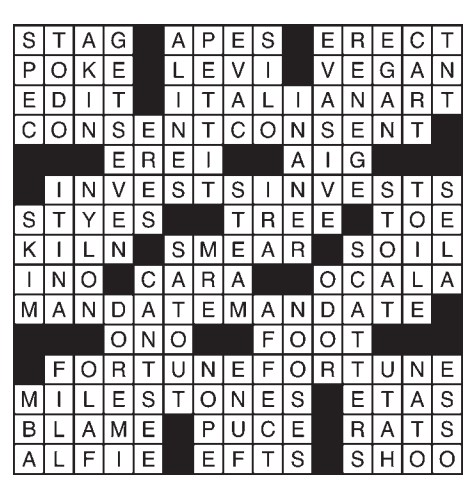 STAG APES ERECT
POKE LEVI VEGAN
EDIT ITALIANART
CONSENTCONSENT
EREI AIG
INVESTSINVESTS
STYES TREE TOE
KILN SMEAR SOIL
INO CARA OCALA
MANDATEMANDATE
ONO FOOT
FORTUNEFORTUNE
MILESTONES ETAS
BLAME PUCE RATS
ALFIE EFTS SHOO